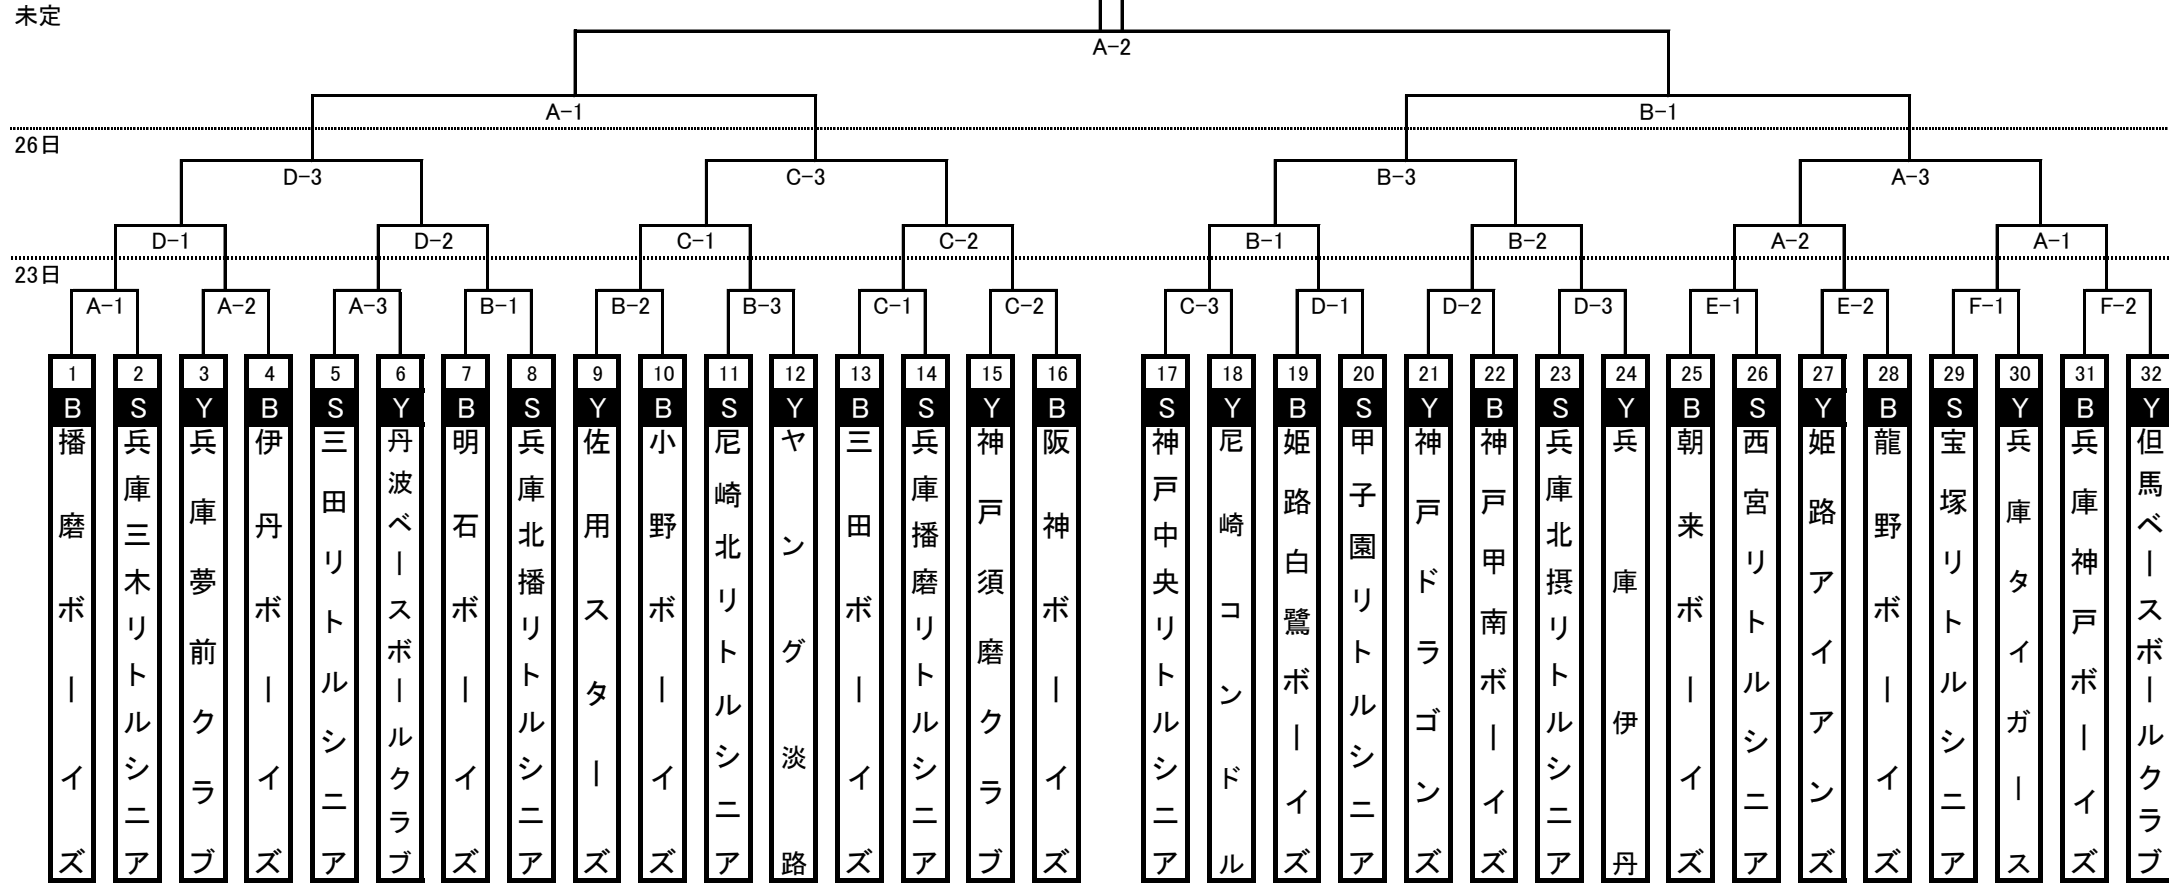 未定
A-2
A-1
B-1
26日
D-3
C-3
B-3
A-3
D-1
D-2
C-1
C-2
B-1
B-2
A-2
A-1
23日
A-1
A-2
A-3
B-1
B-2
B-3
C-1
C-2
C-3
D-1
D-2
D-3
E-1
E-2
F-1
F-2
1 B 播磨ボーイズ
2 S 兵庫三木リトルシニア
3 Y 兵庫夢前クラブ
4 B 伊丹ボーイズ
5 S 三田リトルシニア
6 Y 丹波ベースボールクラブ
7 B 明石ボーイズ
8 S 兵庫北播リトルシニア
9 Y 佐用スターズ
10 B 小野ボーイズ
11 S 尼崎北リトルシニア
12 Y ヤング淡路
13 B 三田ボーイズ
14 S 兵庫播磨リトルシニア
15 Y 神戸須磨クラブ
16 B 阪神ボーイズ
17 S 神戸中央リトルシニア
18 Y 尼崎コンドル
19 B 姫路白鷺ボーイズ
20 S 甲子園リトルシニア
21 Y 神戸ドラゴンズ
22 B 神戸甲南ボーイズ
23 S 兵庫北摂リトルシニア
24 Y 兵庫伊丹
25 B 朝来ボーイズ
26 S 西宮リトルシニア
27 Y 姫路アイアンズ
28 B 龍野ボーイズ
29 S 宝塚リトルシニア
30 Y 兵庫タイガース
31 B 兵庫神戸ボーイズ
32 Y 但馬ベースボールクラブ